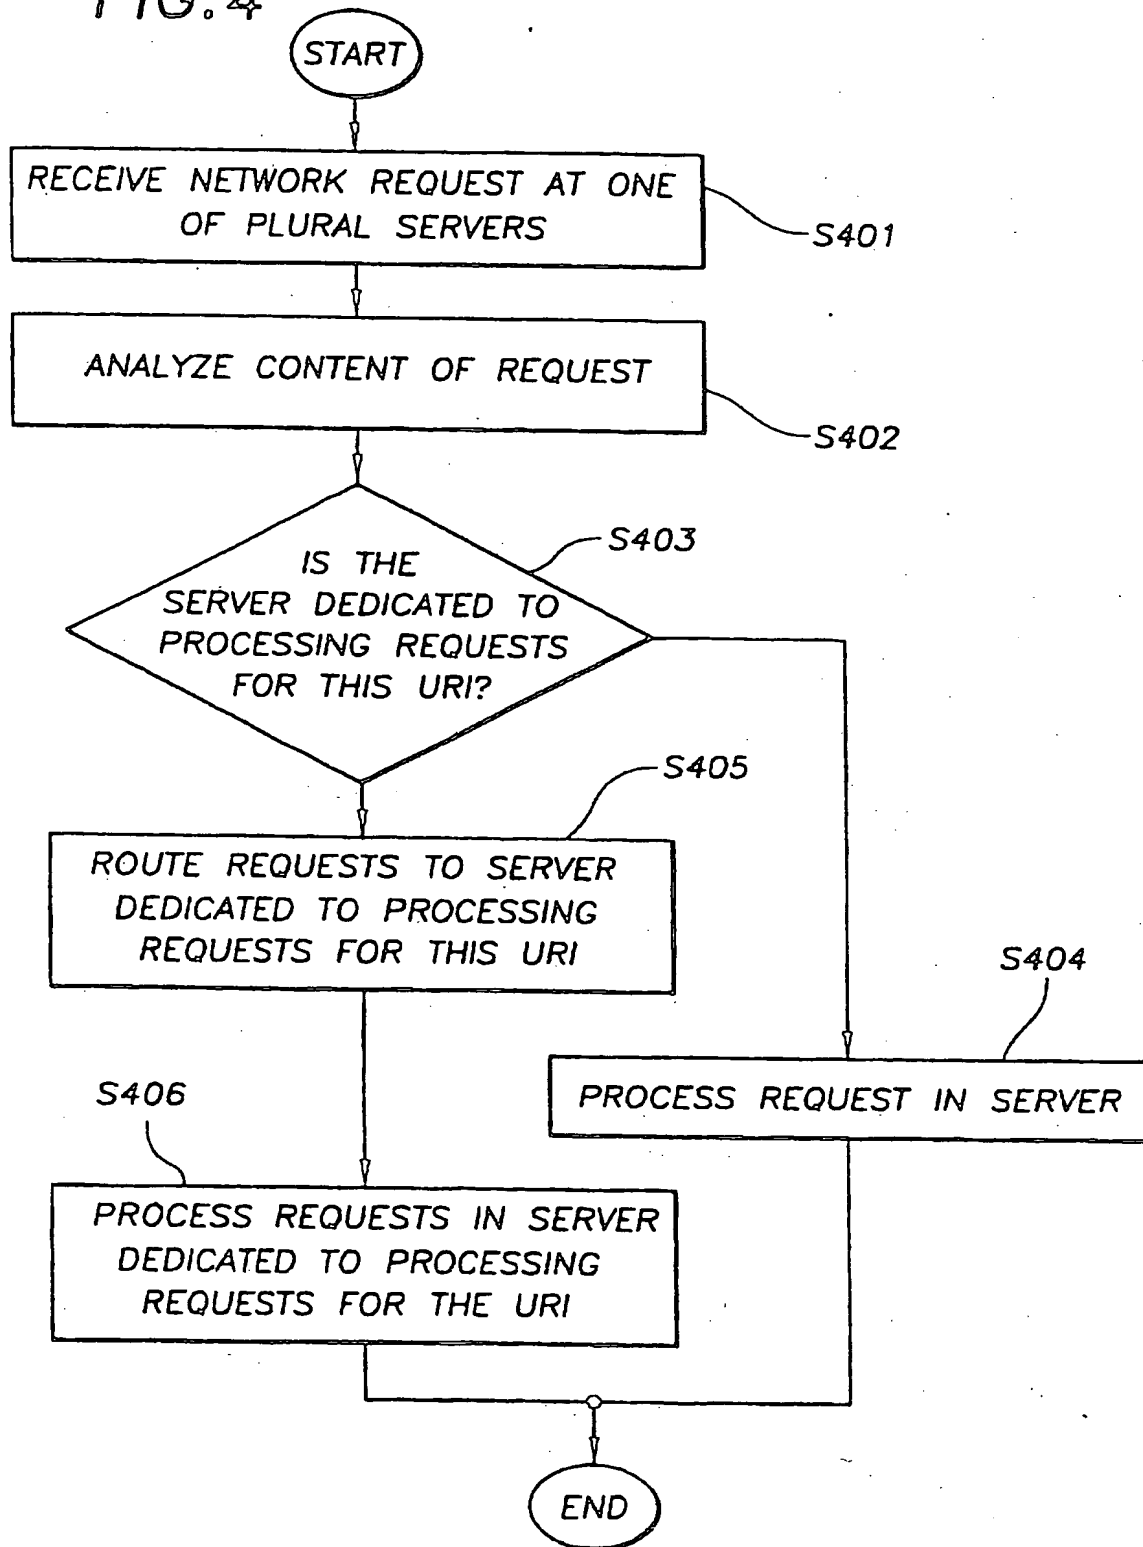 FIG. 4
START
RECEIVE NETWORK REQUEST AT ONE
OF PLURAL SERVERS
S401
ANALYZE CONTENT OF REQUEST
S402
S403
IS THE
SERVER DEDICATED TO
PROCESSING REQUESTS
FOR THIS URI?
S405
ROUTE REQUESTS TO SERVER
DEDICATED TO PROCESSING
REQUESTS FOR THIS URI
S404
PROCESS REQUEST IN SERVER
S406
PROCESS REQUESTS IN SERVER
DEDICATED TO PROCESSING
REQUESTS FOR THE URI
END